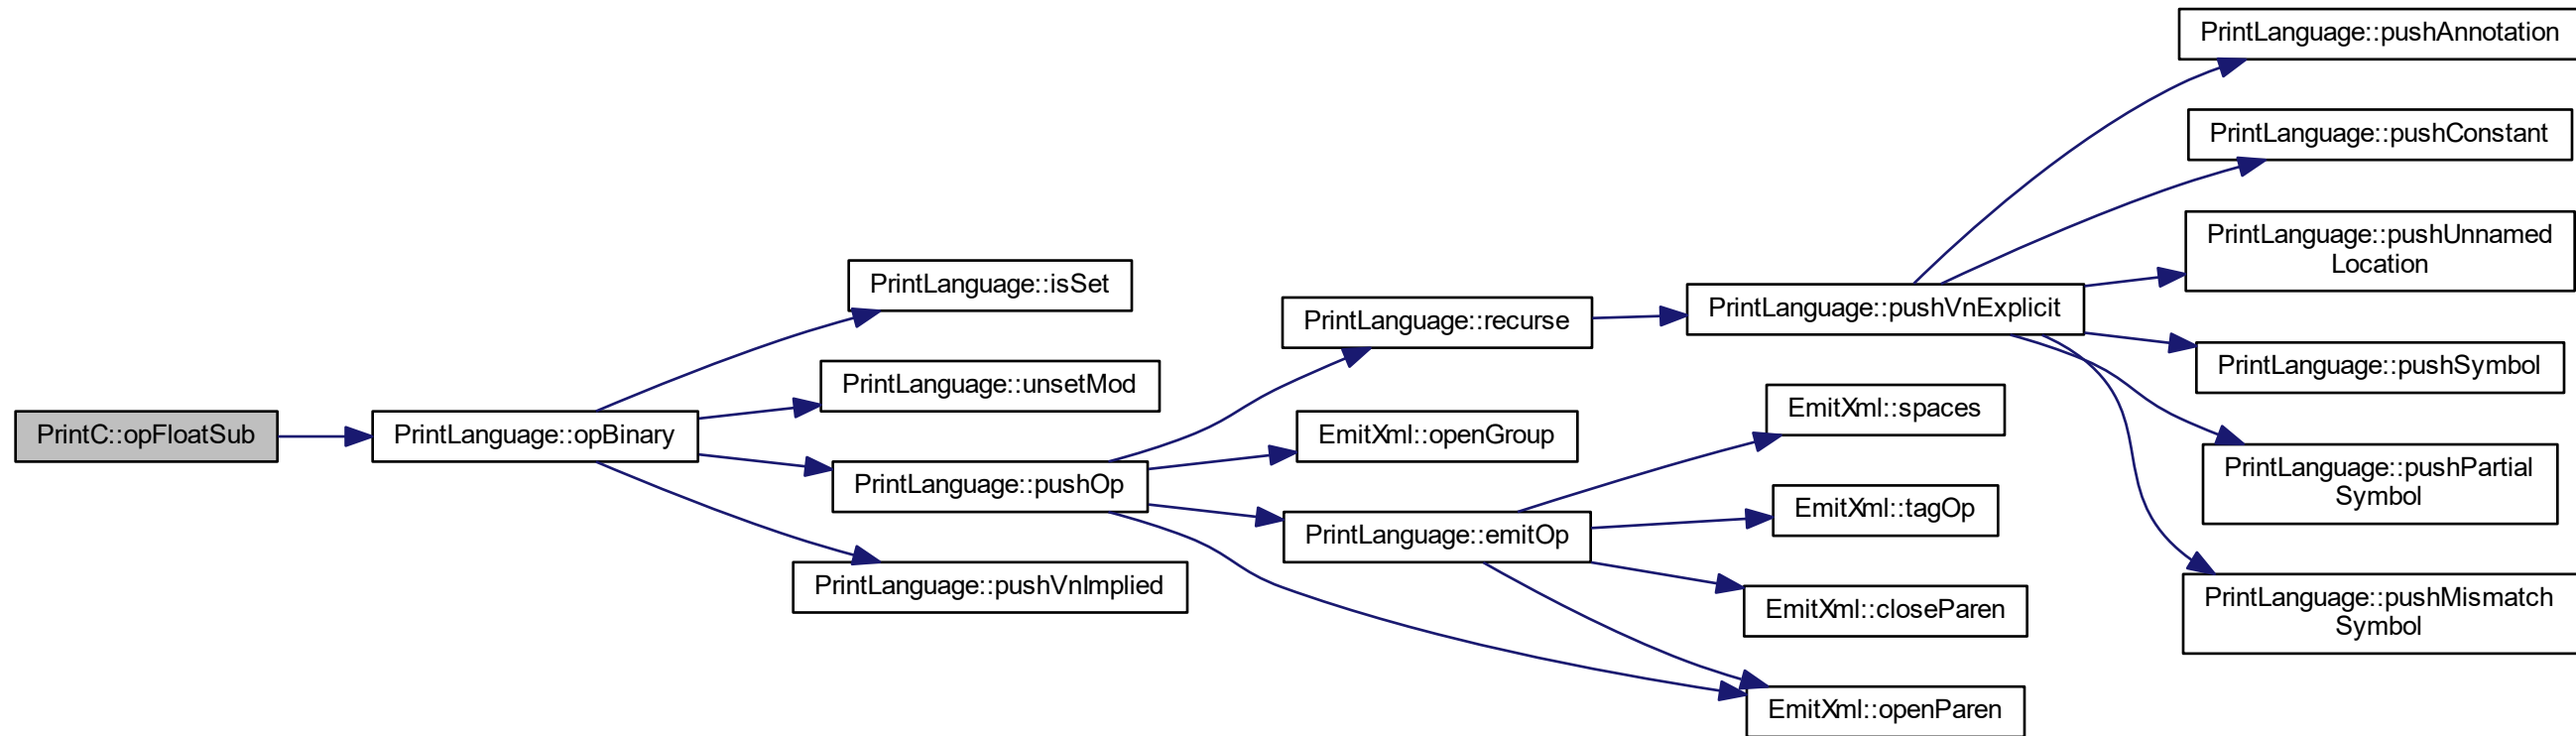 PrintLanguage::pushAnnotation
PrintLanguage::pushConstant
PrintLanguage::pushUnnamed
Location
PrintLanguage::isSet
PrintLanguage::recurse
PrintLanguage::pushVnExplicit
PrintLanguage::pushSymbol
PrintLanguage::unsetMod
EmitXml::spaces
PrintC::opFloatSub
PrintLanguage::opBinary
EmitXml::openGroup
PrintLanguage::pushPartial
Symbol
PrintLanguage::pushOp
EmitXml::tagOp
PrintLanguage::emitOp
PrintLanguage::pushVnImplied
PrintLanguage::pushMismatch
Symbol
EmitXml::closeParen
EmitXml::openParen